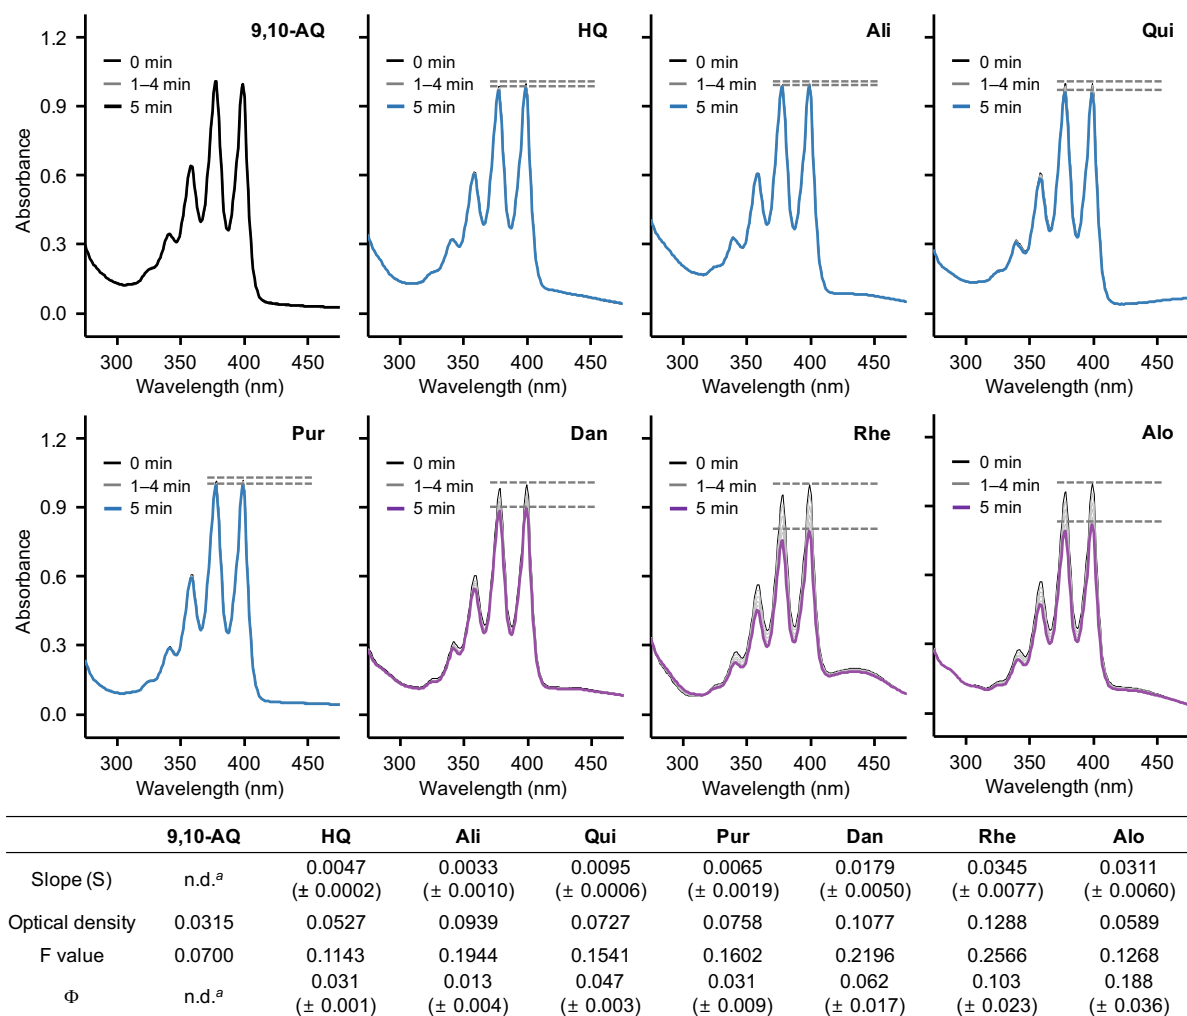 9,10-AQ
HQ
Ali
Qui
1.2
0.9
0.6
0.3
0.0
Absorbance
0 min
1–4 min
5 min
0 min
1–4 min
5 min
0 min
1–4 min
5 min
0 min
1–4 min
5 min
300 350 400 450
300 350 400 450
300 350 400 450
300 350 400 450
Wavelength (nm)
Wavelength (nm)
Wavelength (nm)
Wavelength (nm)
Pur
Dan
Rhe
Alo
1.2
0.9
0.6
0.3
0.0
Absorbance
0 min
1–4 min
5 min
0 min
1–4 min
5 min
0 min
1–4 min
5 min
0 min
1–4 min
5 min
300 350 400 450
300 350 400 450
300 350 400 450
300 350 400 450
Wavelength (nm)
Wavelength (nm)
Wavelength (nm)
Wavelength (nm)
9,10-AQ HQ Ali Qui Pur Dan Rhe Alo
Slope (S) n.d.ᵃ 0.0047 0.0033 0.0095 0.0065 0.0179 0.0345 0.0311
(± 0.0002) (± 0.0010) (± 0.0006) (± 0.0019) (± 0.0050) (± 0.0077) (± 0.0060)
Optical density 0.0315 0.0527 0.0939 0.0727 0.0758 0.1077 0.1288 0.0589
F value 0.0700 0.1143 0.1944 0.1541 0.1602 0.2196 0.2566 0.1268
Φ n.d.ᵃ 0.031 0.013 0.047 0.031 0.062 0.103 0.188
(± 0.001) (± 0.004) (± 0.003) (± 0.009) (± 0.017) (± 0.023) (± 0.036)